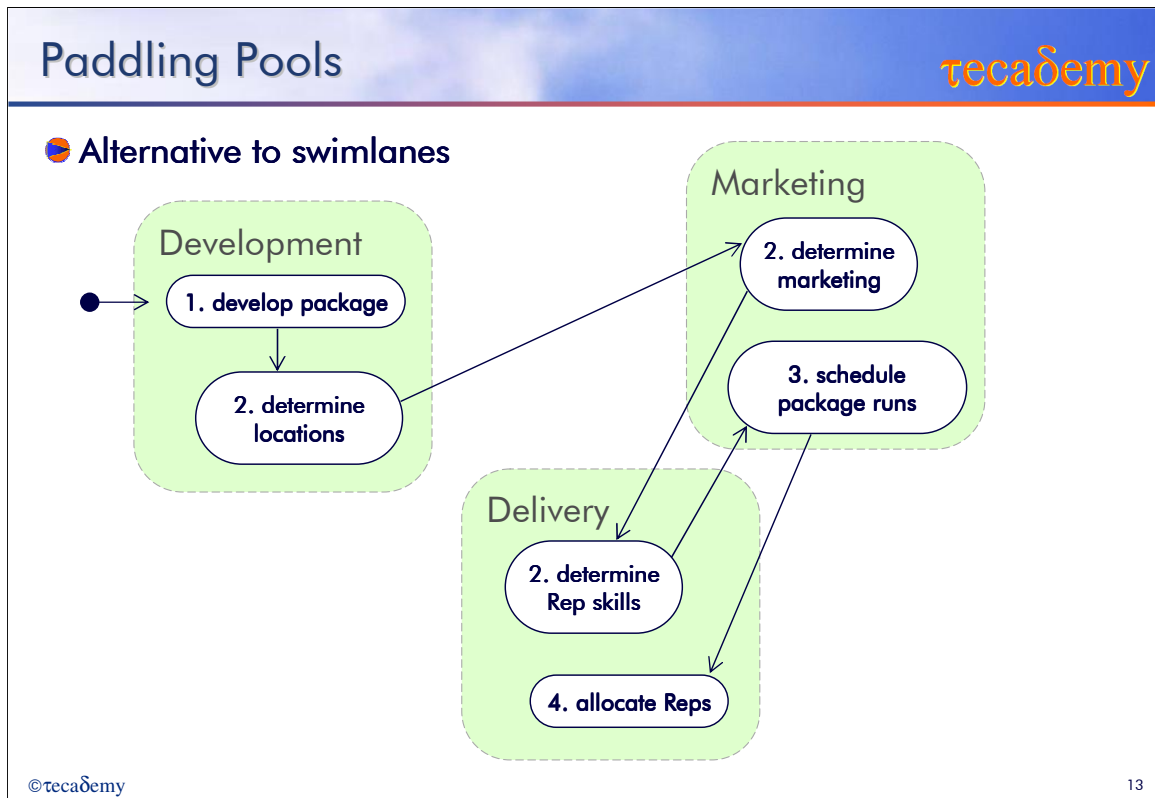 Paddling Pools
τecaδemy
Alternative to swimlanes
Development
1. develop package
2. determine
locations
Marketing
2. determine
marketing
3. schedule
package runs
Delivery
2. determine
Rep skills
4. allocate Reps
©τecaδemy
13